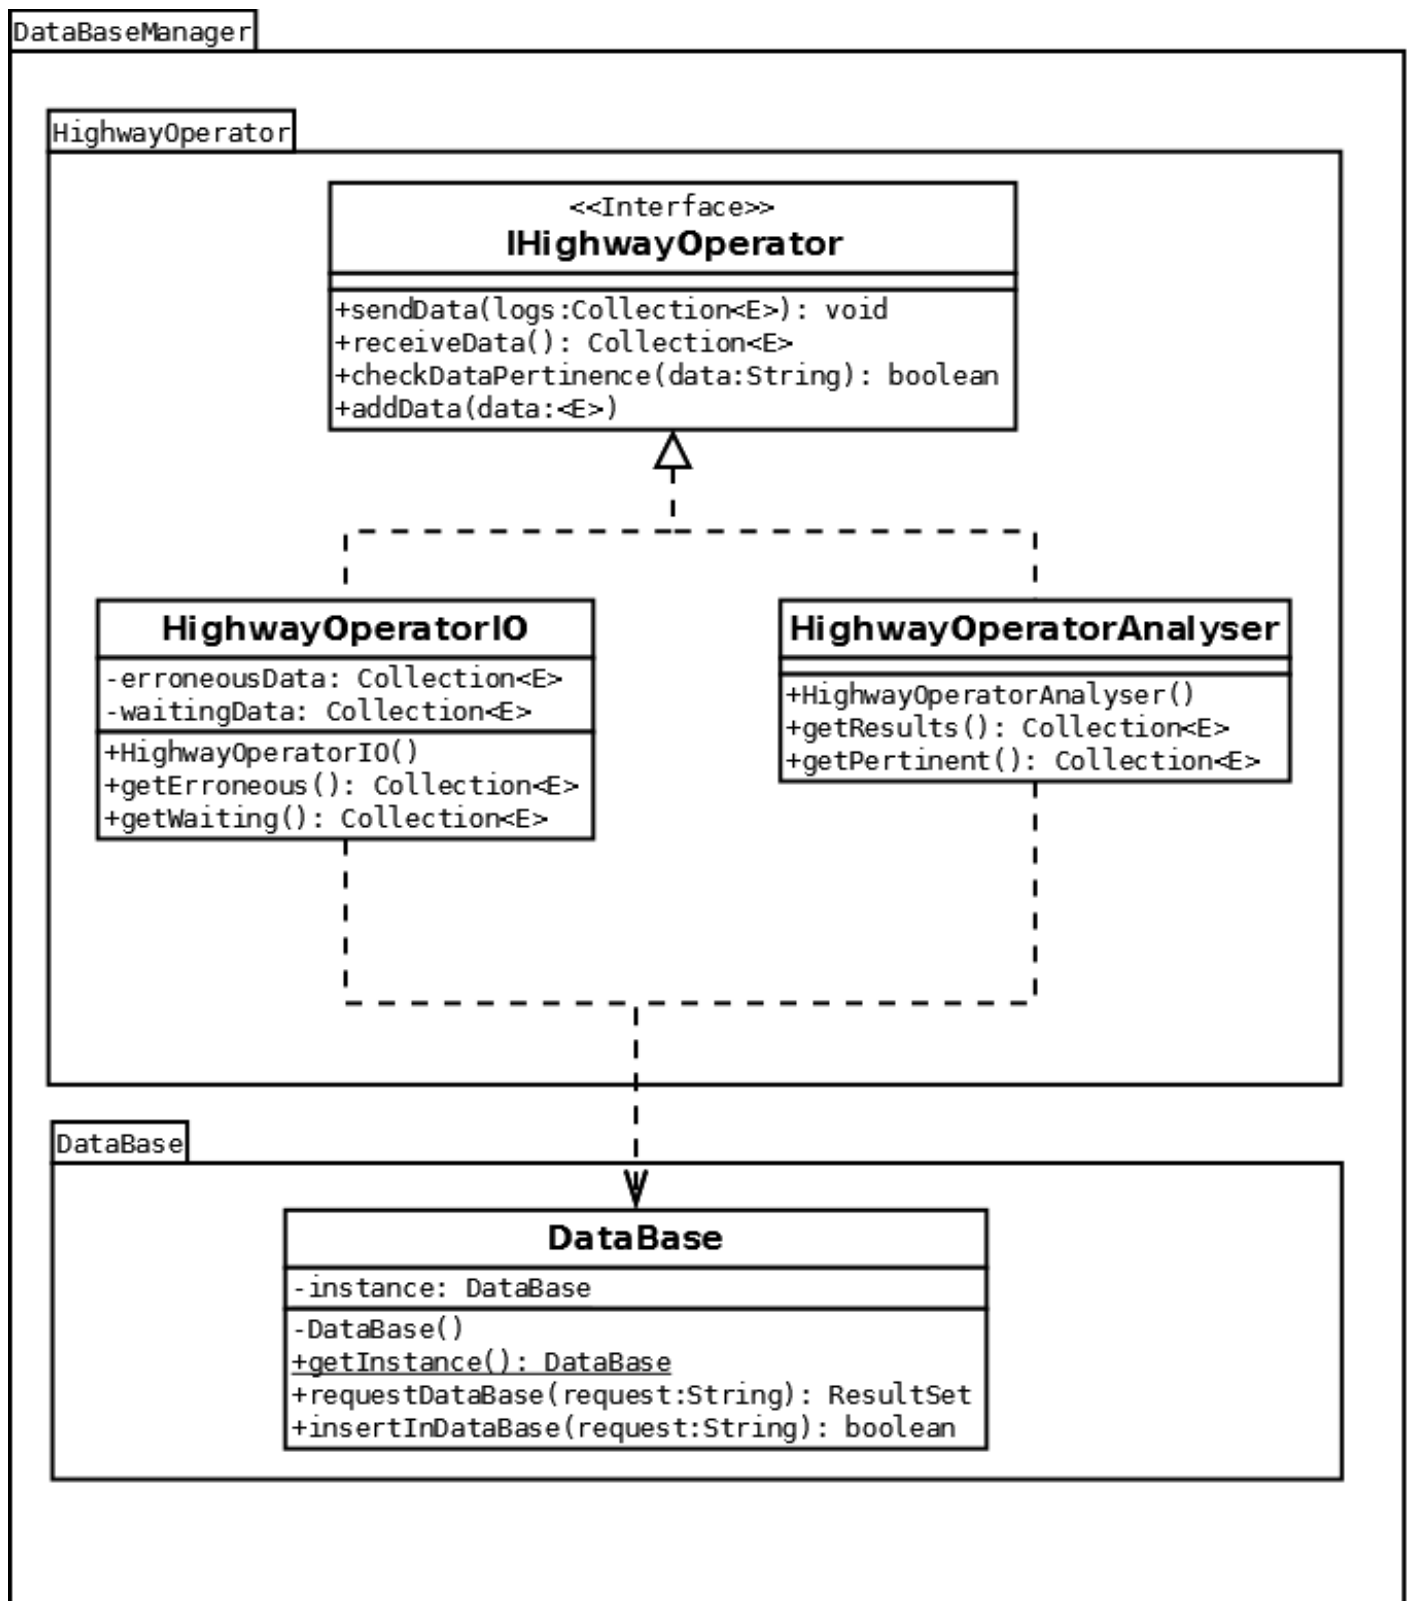 DataBaseManager
HighwayOperator
<<Interface>>
IHighwayOperator
+sendData(logs:Collection<E>): void
+receiveData(): Collection<E>
+checkDataPertinence(data:String): boolean
+addData(data:<E>)
HighwayOperatorIO
-erroneousData: Collection<E>
-waitingData: Collection<E>
+HighwayOperatorIO()
+getErroneous(): Collection<E>
+getWaiting(): Collection<E>
HighwayOperatorAnalyser
+HighwayOperatorAnalyser()
+getResults(): Collection<E>
+getPertinent(): Collection<E>
DataBase
DataBase
-instance: DataBase
-DataBase()
+getInstance(): DataBase
+requestDataBase(request:String): ResultSet
+insertInDataBase(request:String): boolean